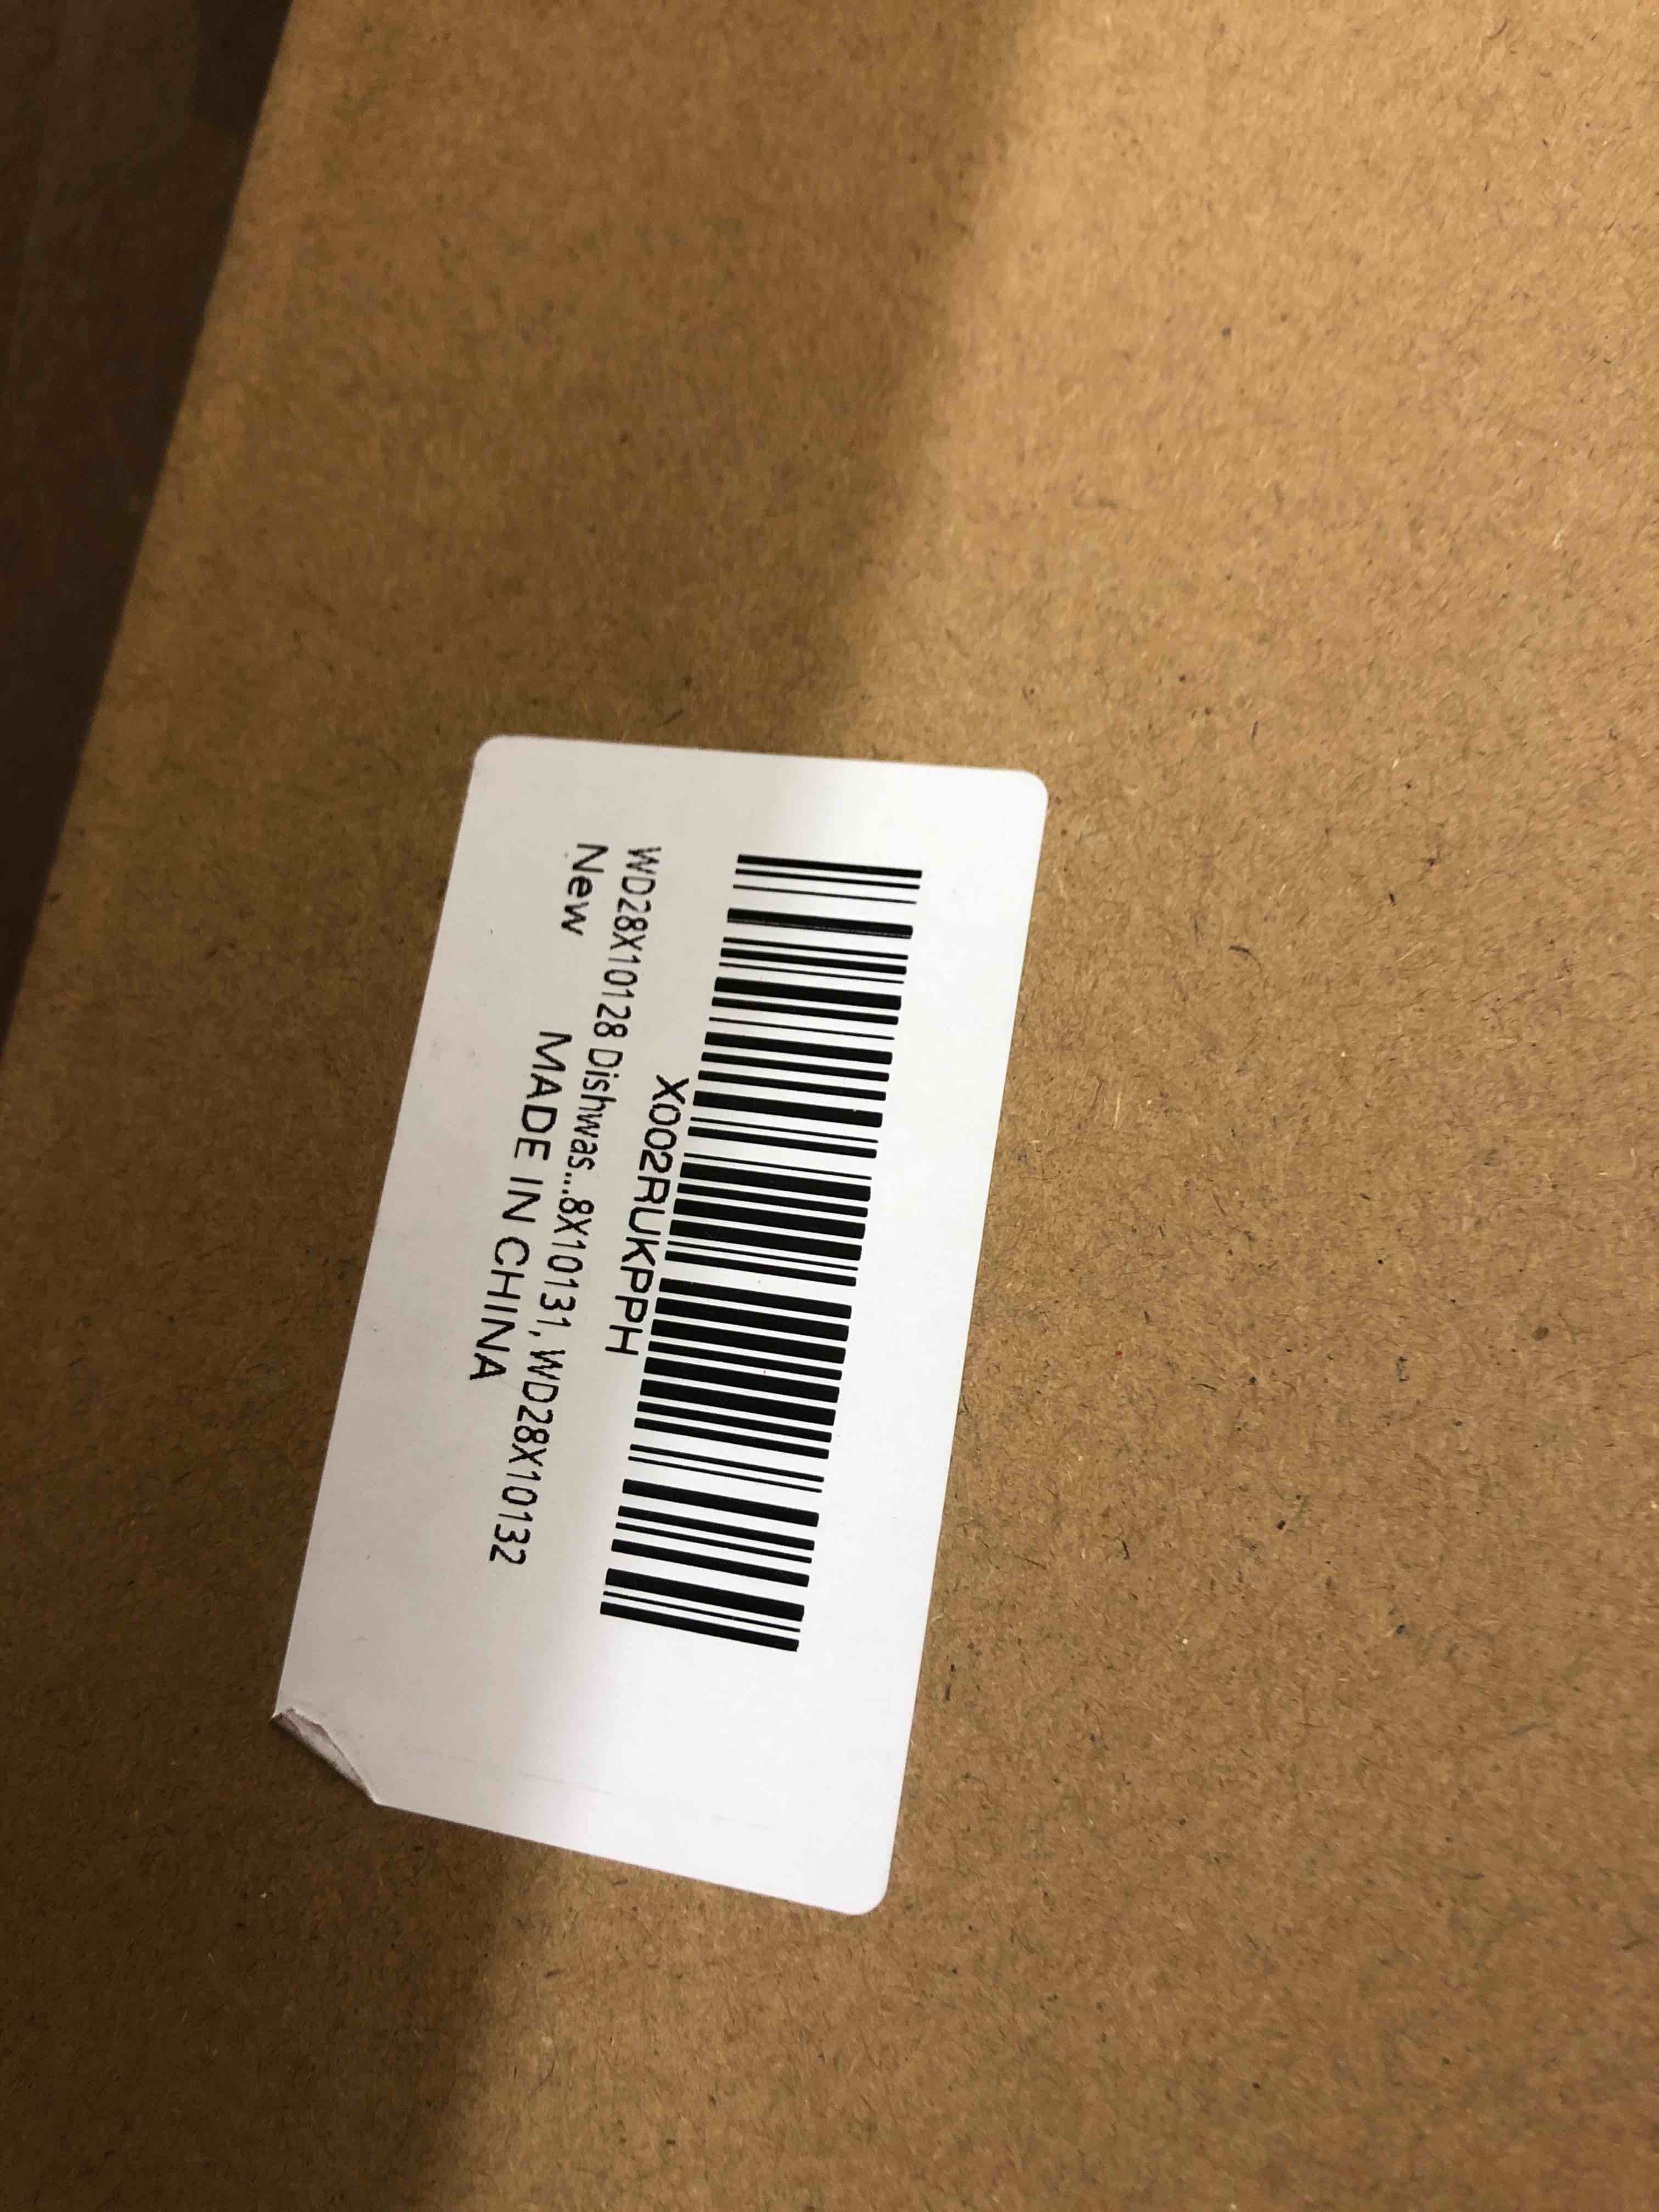 X002RUKPPH
WD28X10128 Dishwas...8X10131, WD28X10132
New
MADE IN CHINA